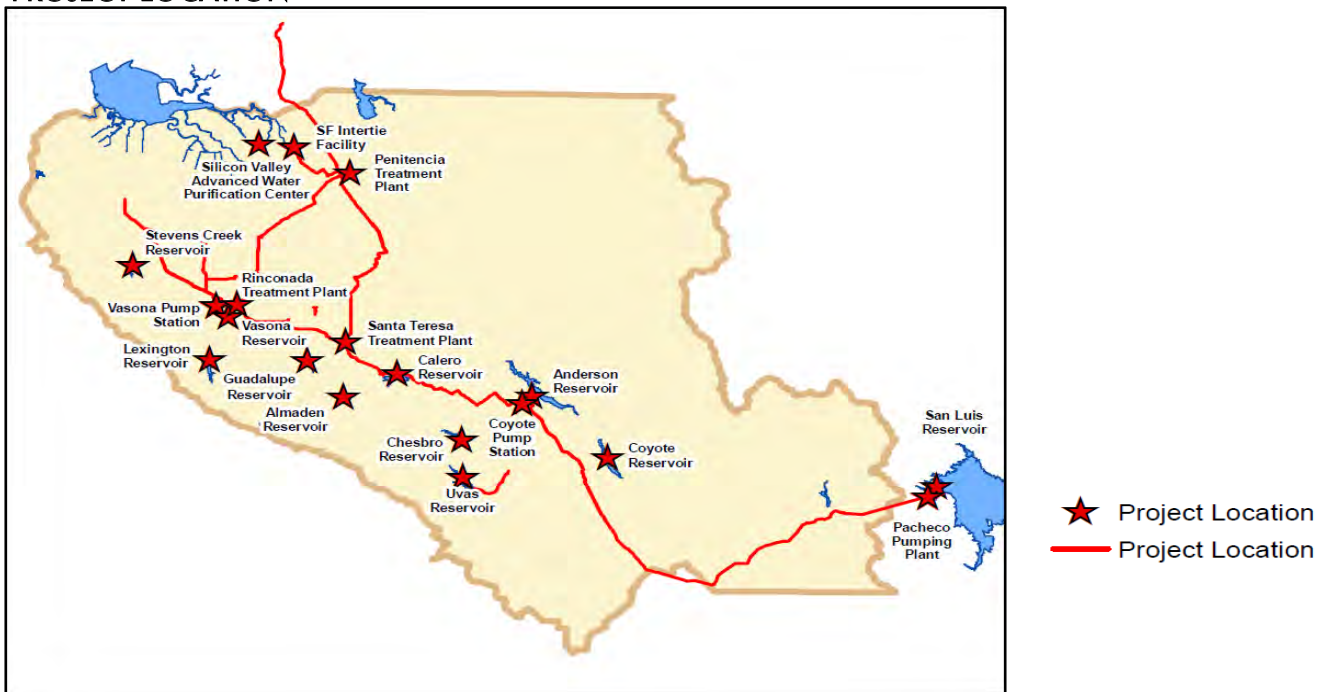 PROJECT LOCATION
SF Intertie
Facility
Silicon Valley
Advanced Water
Purification Center
Penitencia
Treatment
Plant
Stevens Creek
Reservoir
Rinconada
Treatment Plant
Vasona Pump
Station
Vasona
Reservoir
Santa Teresa
Treatment Plant
Lexington
Reservoir
Guadalupe
Reservoir
Calero
Reservoir
Almaden
Reservoir
Anderson
Reservoir
Coyote
Pump
Station
Chesbro
Reservoir
Coyote
Reservoir
Uvas
Reservoir
San Luis
Reservoir
Pacheco
Pumping
Plant
Project Location
Project Location